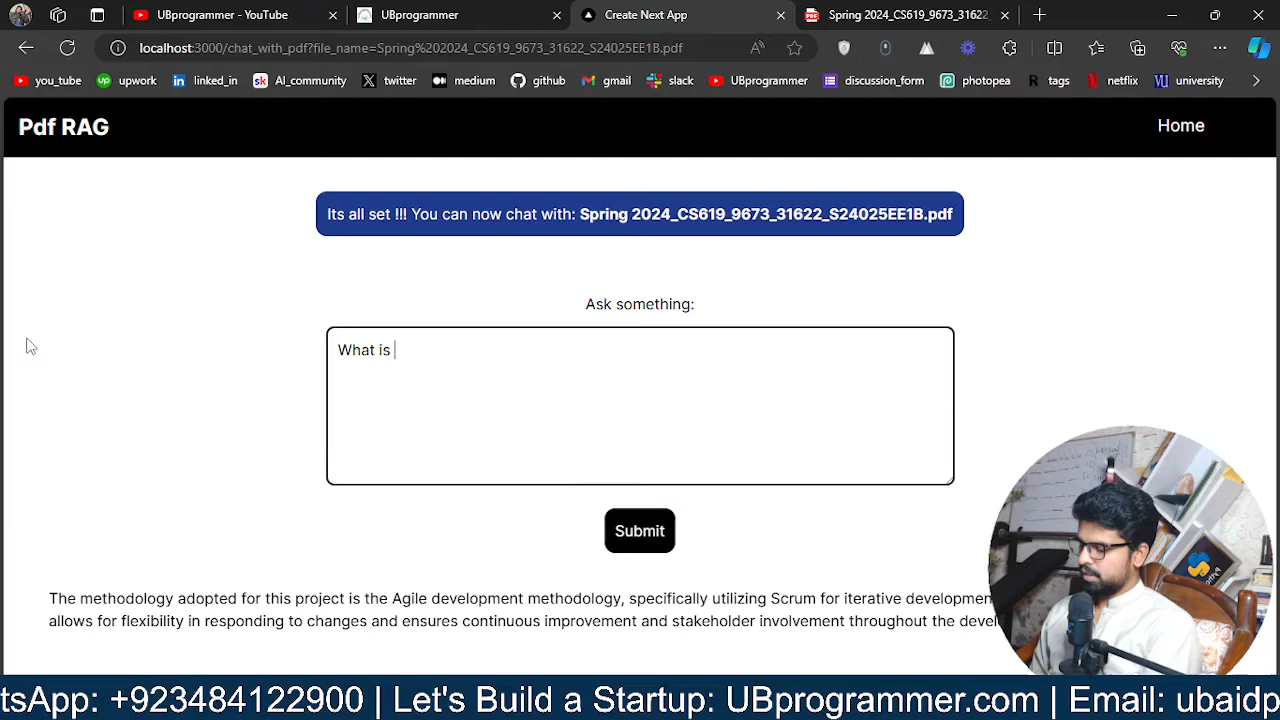 UBprogrammer - YouTube
UBprogrammer
Create Next App
Spring 2024_CS619_9673_31622_
localhost:3000/chat_with_pdf?file_name=Spring%202024_CS619_9673_31622_S24025EE1B.pdf
you_tube upwork linked_in AI_community twitter medium github gmail slack UBprogrammer discussion_form photopea tags netflix university
Pdf RAG
Home
Its all set !!! You can now chat with: Spring 2024_CS619_9673_31622_S24025EE1B.pdf
Ask something:
What is
Submit
The methodology adopted for this project is the Agile development methodology, specifically utilizing Scrum for iterative developmen
allows for flexibility in responding to changes and ensures continuous improvement and stakeholder involvement throughout the devel
tsApp: +923484122900 | Let's Build a Startup: UBprogrammer.com | Email: ubaidp